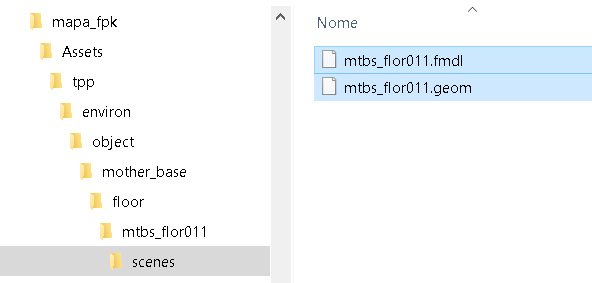 mapa_fpk
Assets
tpp
environ
object
mother_base
floor
mtbs_flor011
scenes
Nome
mtbs_flor011.fmdl
mtbs_flor011.geom